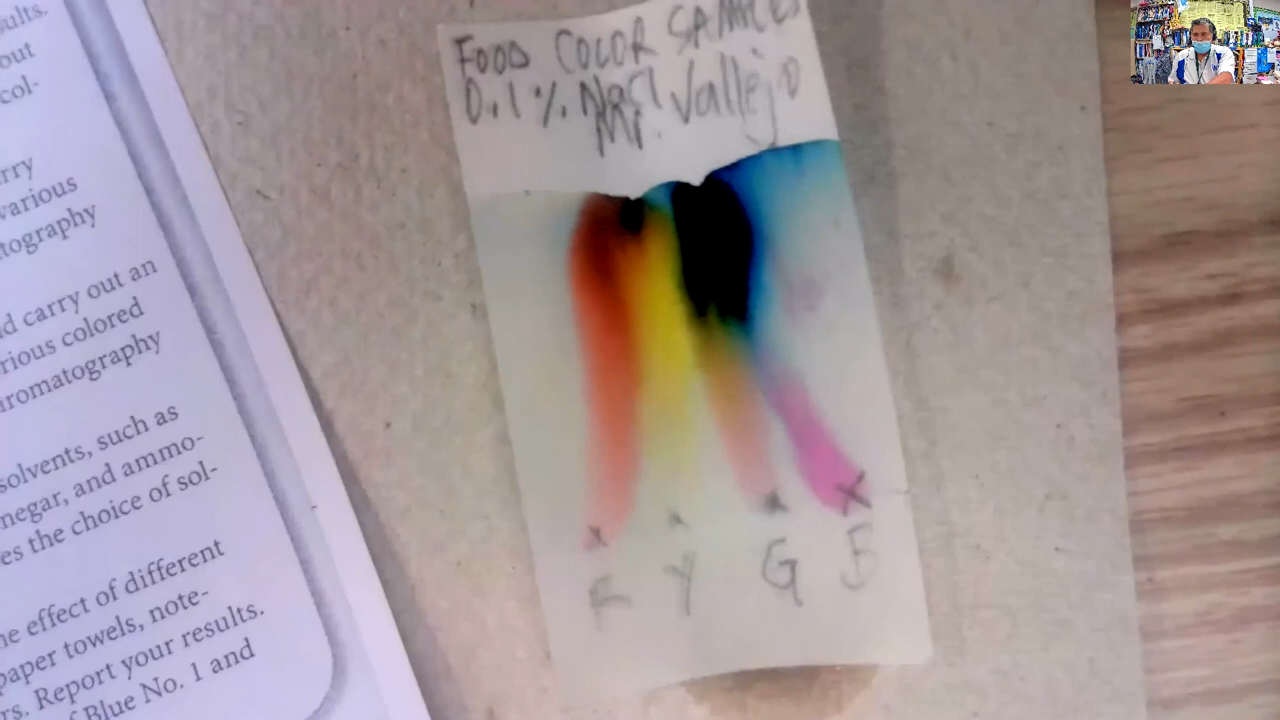 sults.
out
col-
rry
various
tography
d carry out an
rious colored
romatography
solvents, such as
negar, and ammo-
es the choice of sol-
he effect of different
paper towels, note-
rs. Report your results.
f Blue No. 1 and
FOOD COLOR SAMPLES
0.1% NaCl Vallejo
Mr.
x x x X
R Y G B